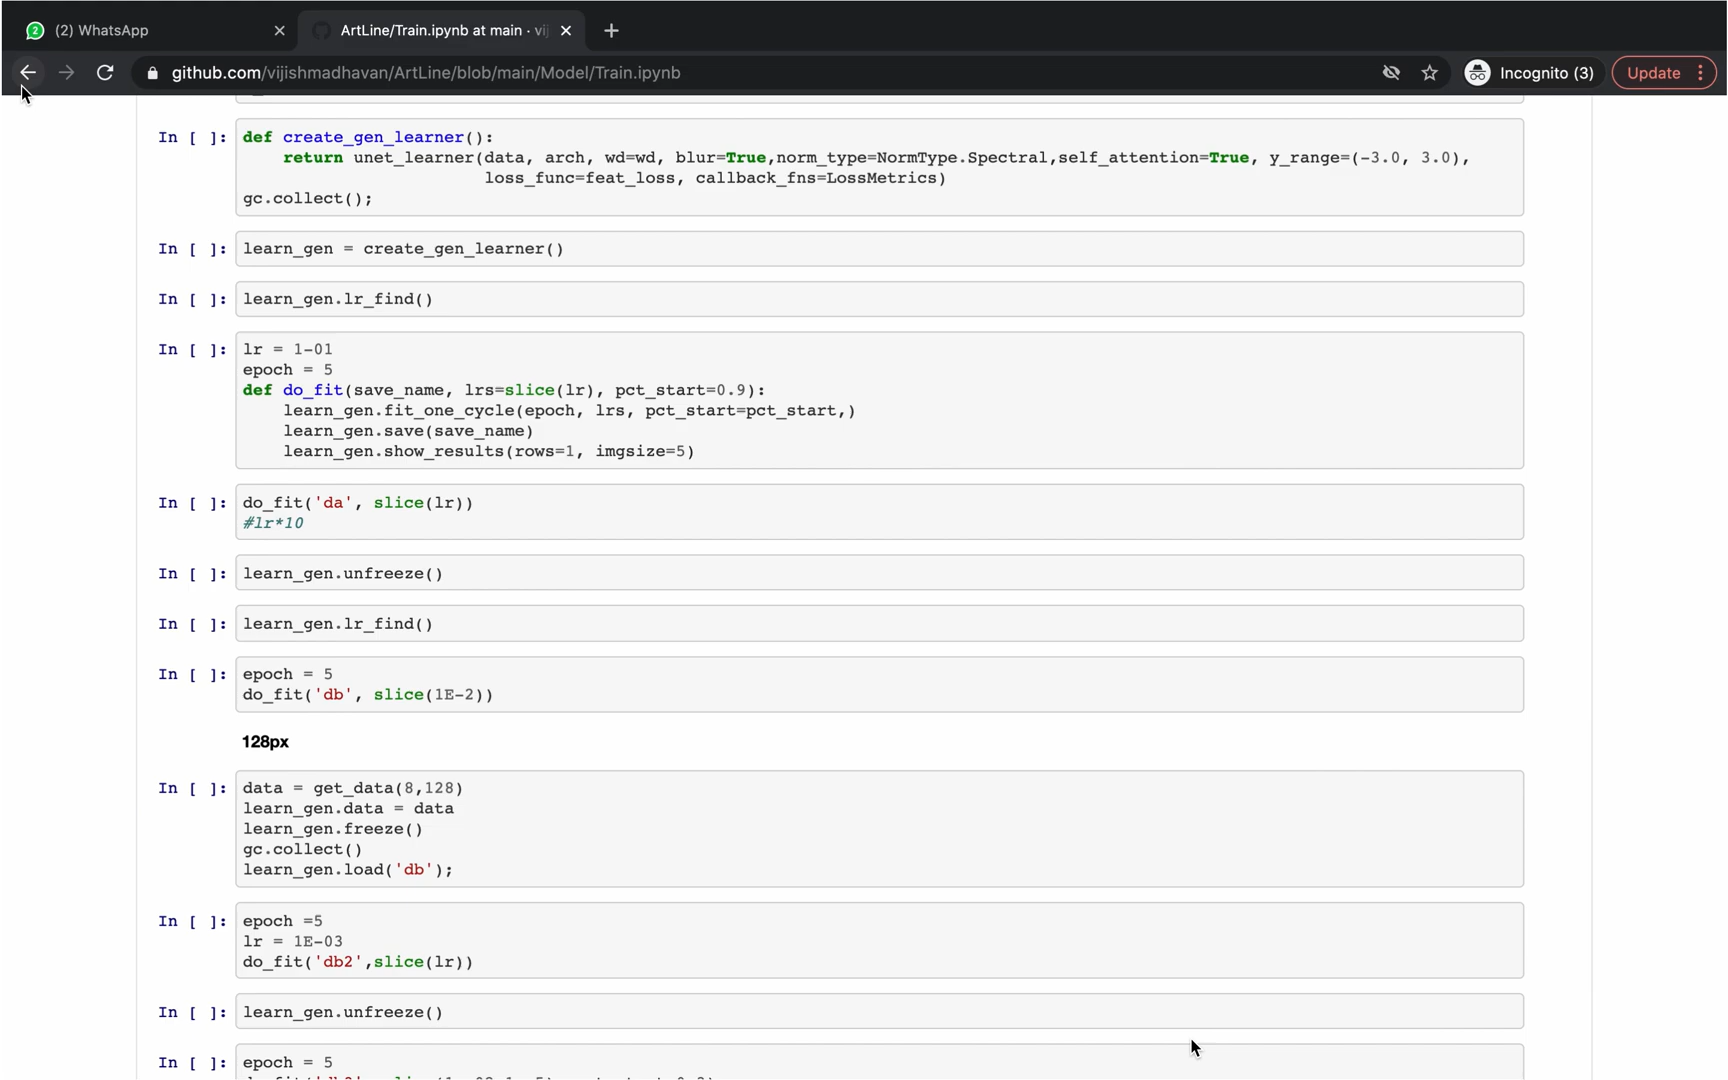 2 (2) WhatsApp
ArtLine/Train.ipynb at main · vij
github.com/vijishmadhavan/ArtLine/blob/main/Model/Train.ipynb
Incognito (3)
Update
In [ ]: def create_gen_learner():
return unet_learner(data, arch, wd=wd, blur=True,norm_type=NormType.Spectral,self_attention=True, y_range=(-3.0, 3.0),
loss_func=feat_loss, callback_fns=LossMetrics)
gc.collect();
In [ ]: learn_gen = create_gen_learner()
In [ ]: learn_gen.lr_find()
In [ ]: lr = 1-01
epoch = 5
def do_fit(save_name, lrs=slice(lr), pct_start=0.9):
learn_gen.fit_one_cycle(epoch, lrs, pct_start=pct_start,)
learn_gen.save(save_name)
learn_gen.show_results(rows=1, imgsize=5)
In [ ]: do_fit('da', slice(lr))
#lr*10
In [ ]: learn_gen.unfreeze()
In [ ]: learn_gen.lr_find()
In [ ]: epoch = 5
do_fit('db', slice(1E-2))
128px
In [ ]: data = get_data(8,128)
learn_gen.data = data
learn_gen.freeze()
gc.collect()
learn_gen.load('db');
In [ ]: epoch =5
lr = 1E-03
do_fit('db2',slice(lr))
In [ ]: learn_gen.unfreeze()
In [ ]: epoch = 5